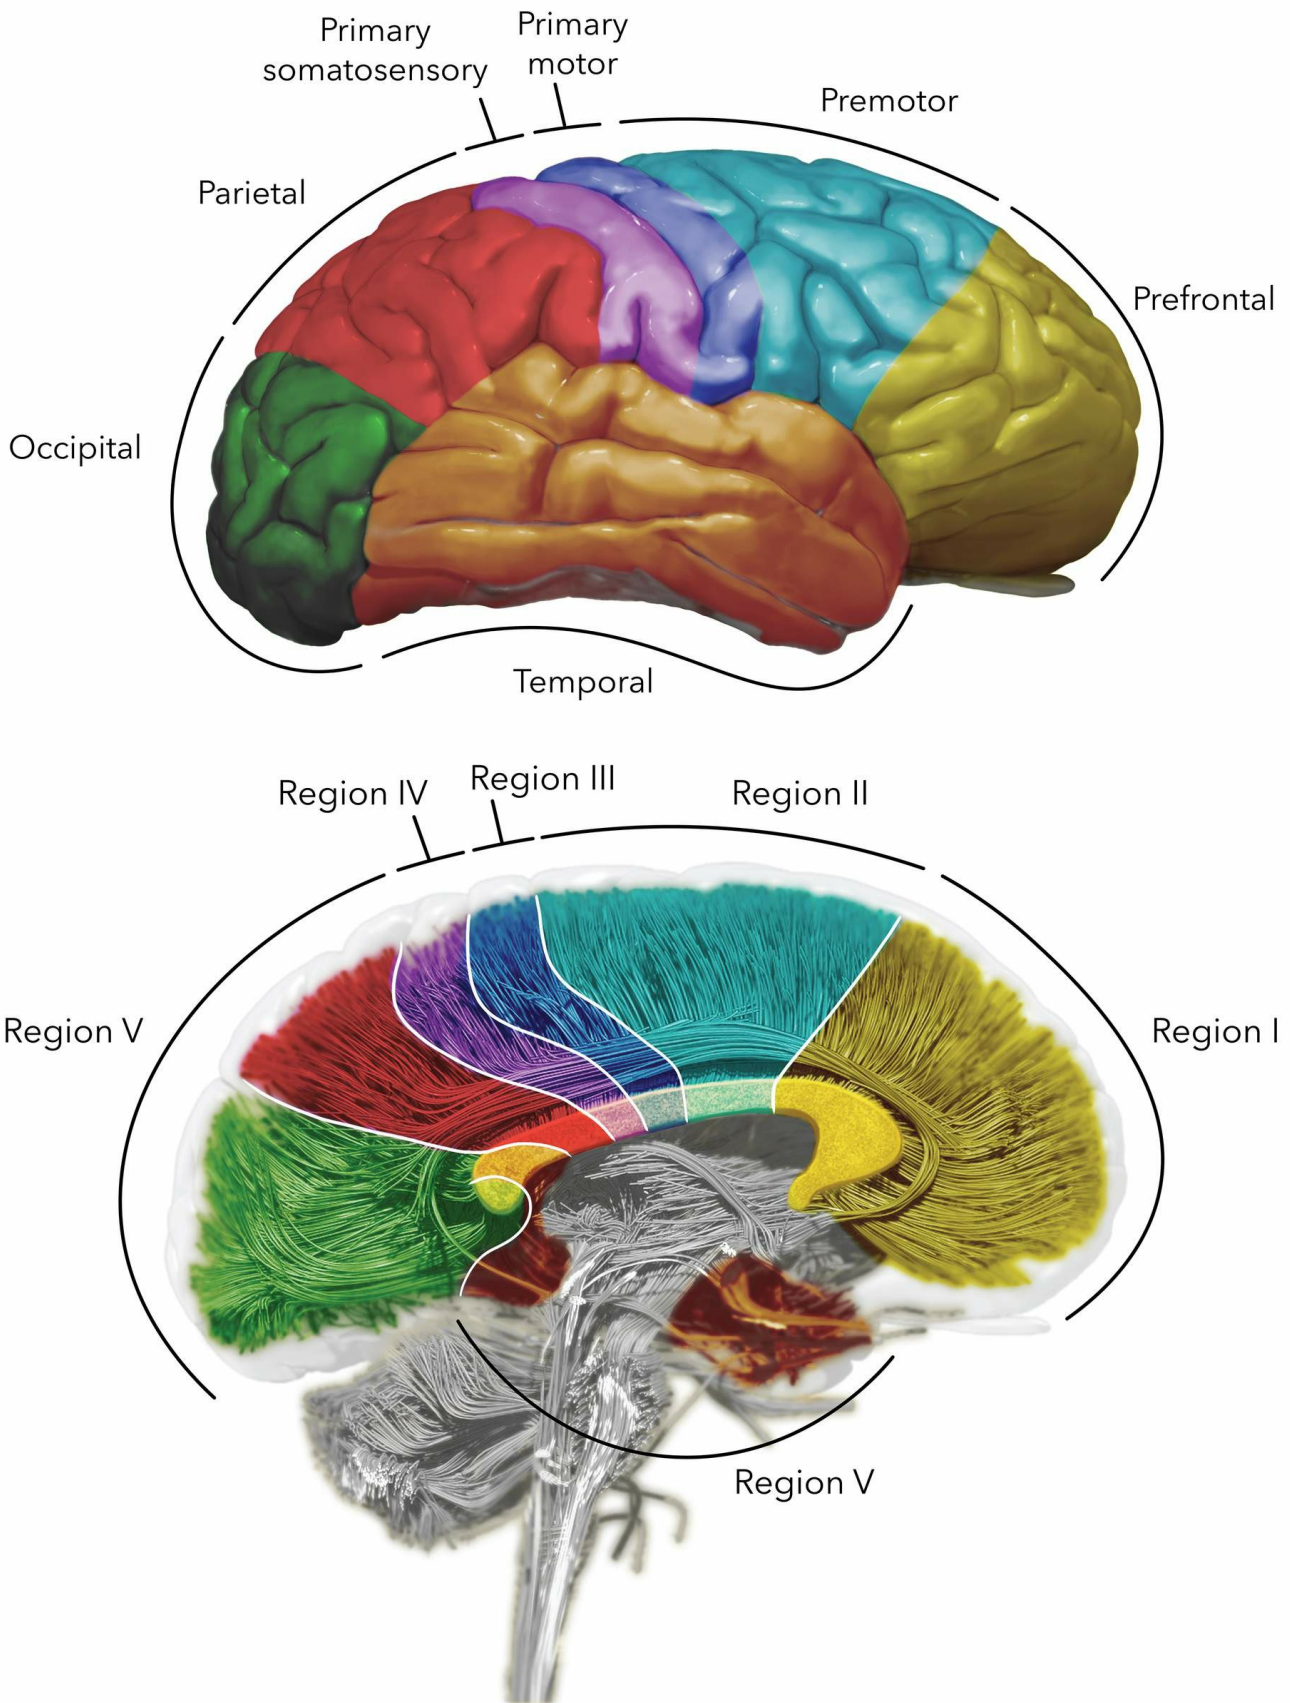 Primary
somatosensory
Primary
motor
Premotor
Parietal
Prefrontal
Occipital
Temporal
Region IV
Region III
Region II
Region V
Region I
Region V